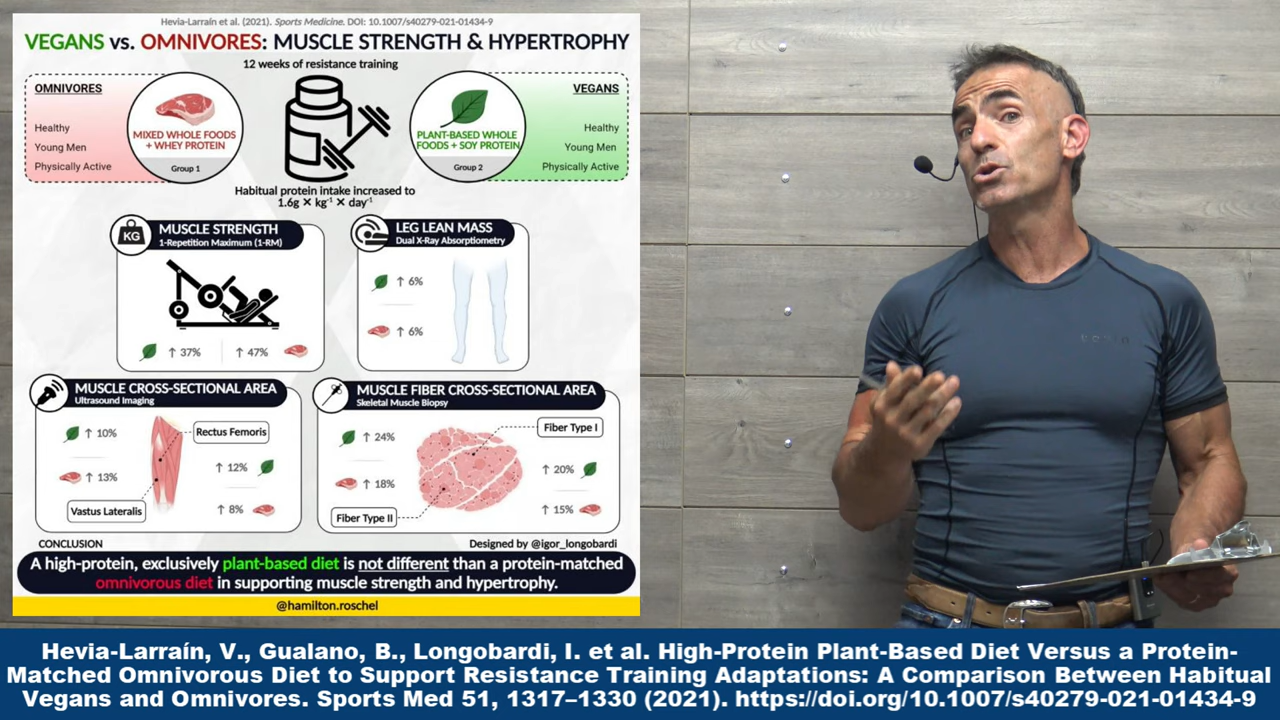 Hevia-Larraín et al. (2021). Sports Medicine. DOI: 10.1007/s40279-021-01434-9
VEGANS vs. OMNIVORES: MUSCLE STRENGTH & HYPERTROPHY
12 weeks of resistance training
OMNIVORES
Healthy
Young Men
Physically Active
MIXED WHOLE FOODS
+ WHEY PROTEIN
Group 1
PLANT-BASED WHOLE
FOODS + SOY PROTEIN
Group 2
VEGANS
Healthy
Young Men
Physically Active
Habitual protein intake increased to
1.6g × kg⁻¹ × day⁻¹
KG
MUSCLE STRENGTH
1-Repetition Maximum (1-RM)
↑ 37%
↑ 47%
LEG LEAN MASS
Dual X-Ray Absorptiometry
↑ 6%
↑ 6%
MUSCLE CROSS-SECTIONAL AREA
Ultrasound Imaging
↑ 10%
↑ 13%
Rectus Femoris
↑ 12%
↑ 8%
Vastus Lateralis
MUSCLE FIBER CROSS-SECTIONAL AREA
Skeletal Muscle Biopsy
↑ 24%
↑ 18%
Fiber Type I
↑ 20%
↑ 15%
Fiber Type II
CONCLUSION
Designed by @igor_longobardi
A high-protein, exclusively plant-based diet is not different than a protein-matched
omnivorous diet in supporting muscle strength and hypertrophy.
@hamilton.roschel
Hevia-Larraín, V., Gualano, B., Longobardi, I. et al. High-Protein Plant-Based Diet Versus a Protein-
Matched Omnivorous Diet to Support Resistance Training Adaptations: A Comparison Between Habitual
Vegans and Omnivores. Sports Med 51, 1317–1330 (2021). https://doi.org/10.1007/s40279-021-01434-9